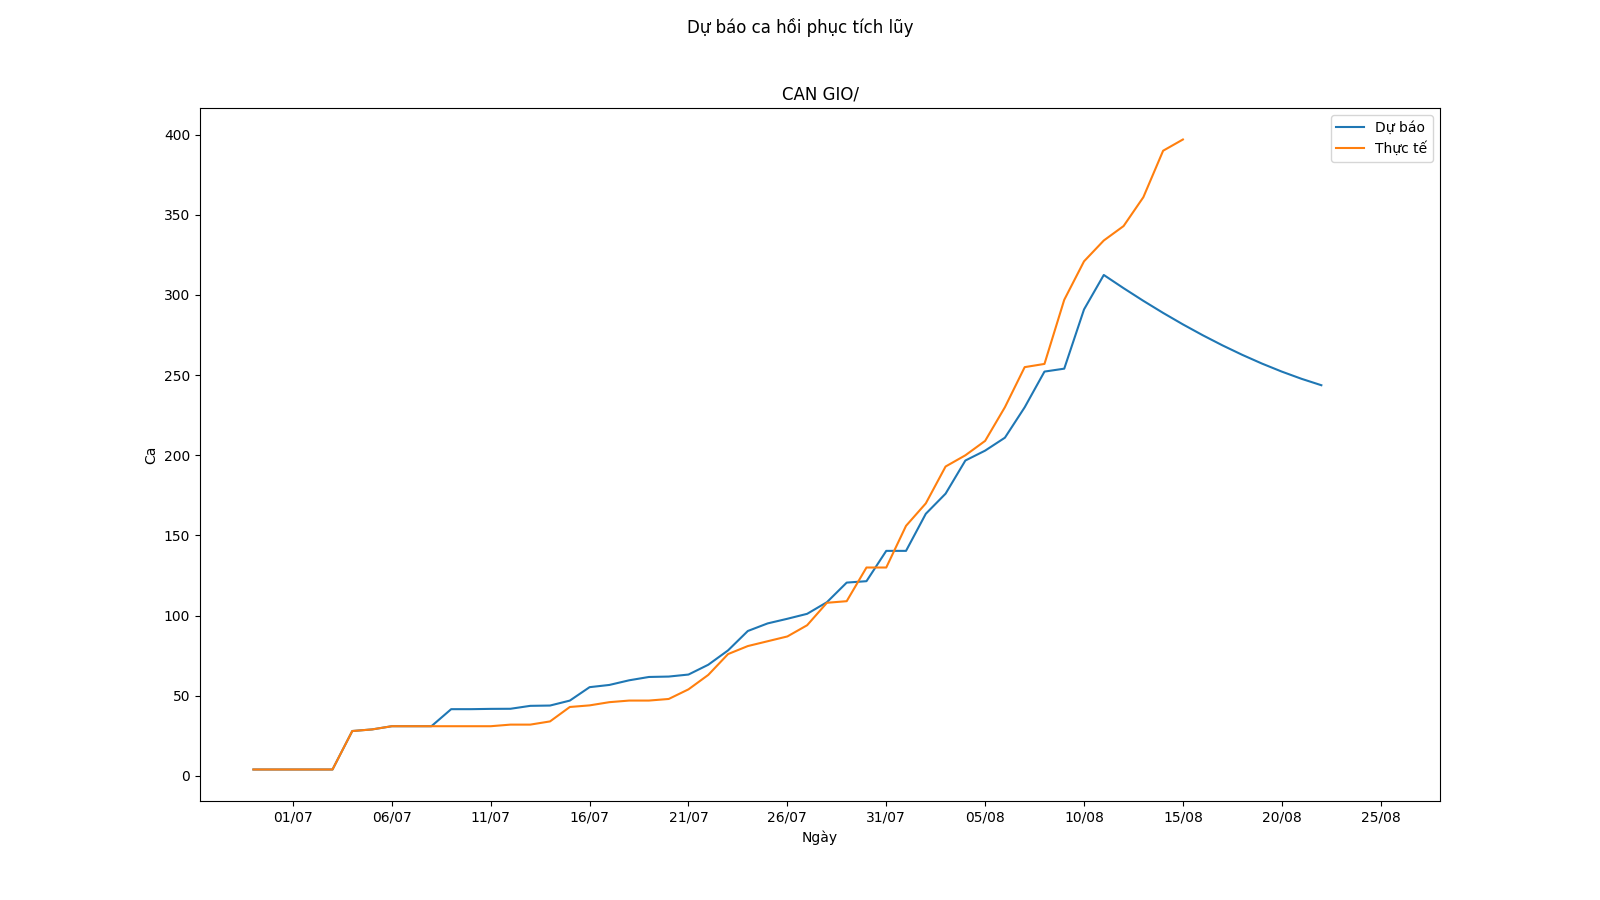 Dự báo ca hồi phục tích lũy
CAN GIO/
Dự báo
Thực tế
400
350
300
250
200
150
100
50
0
Ca
01/07 06/07 11/07 16/07 21/07 26/07 31/07 05/08 10/08 15/08 20/08 25/08
Ngày